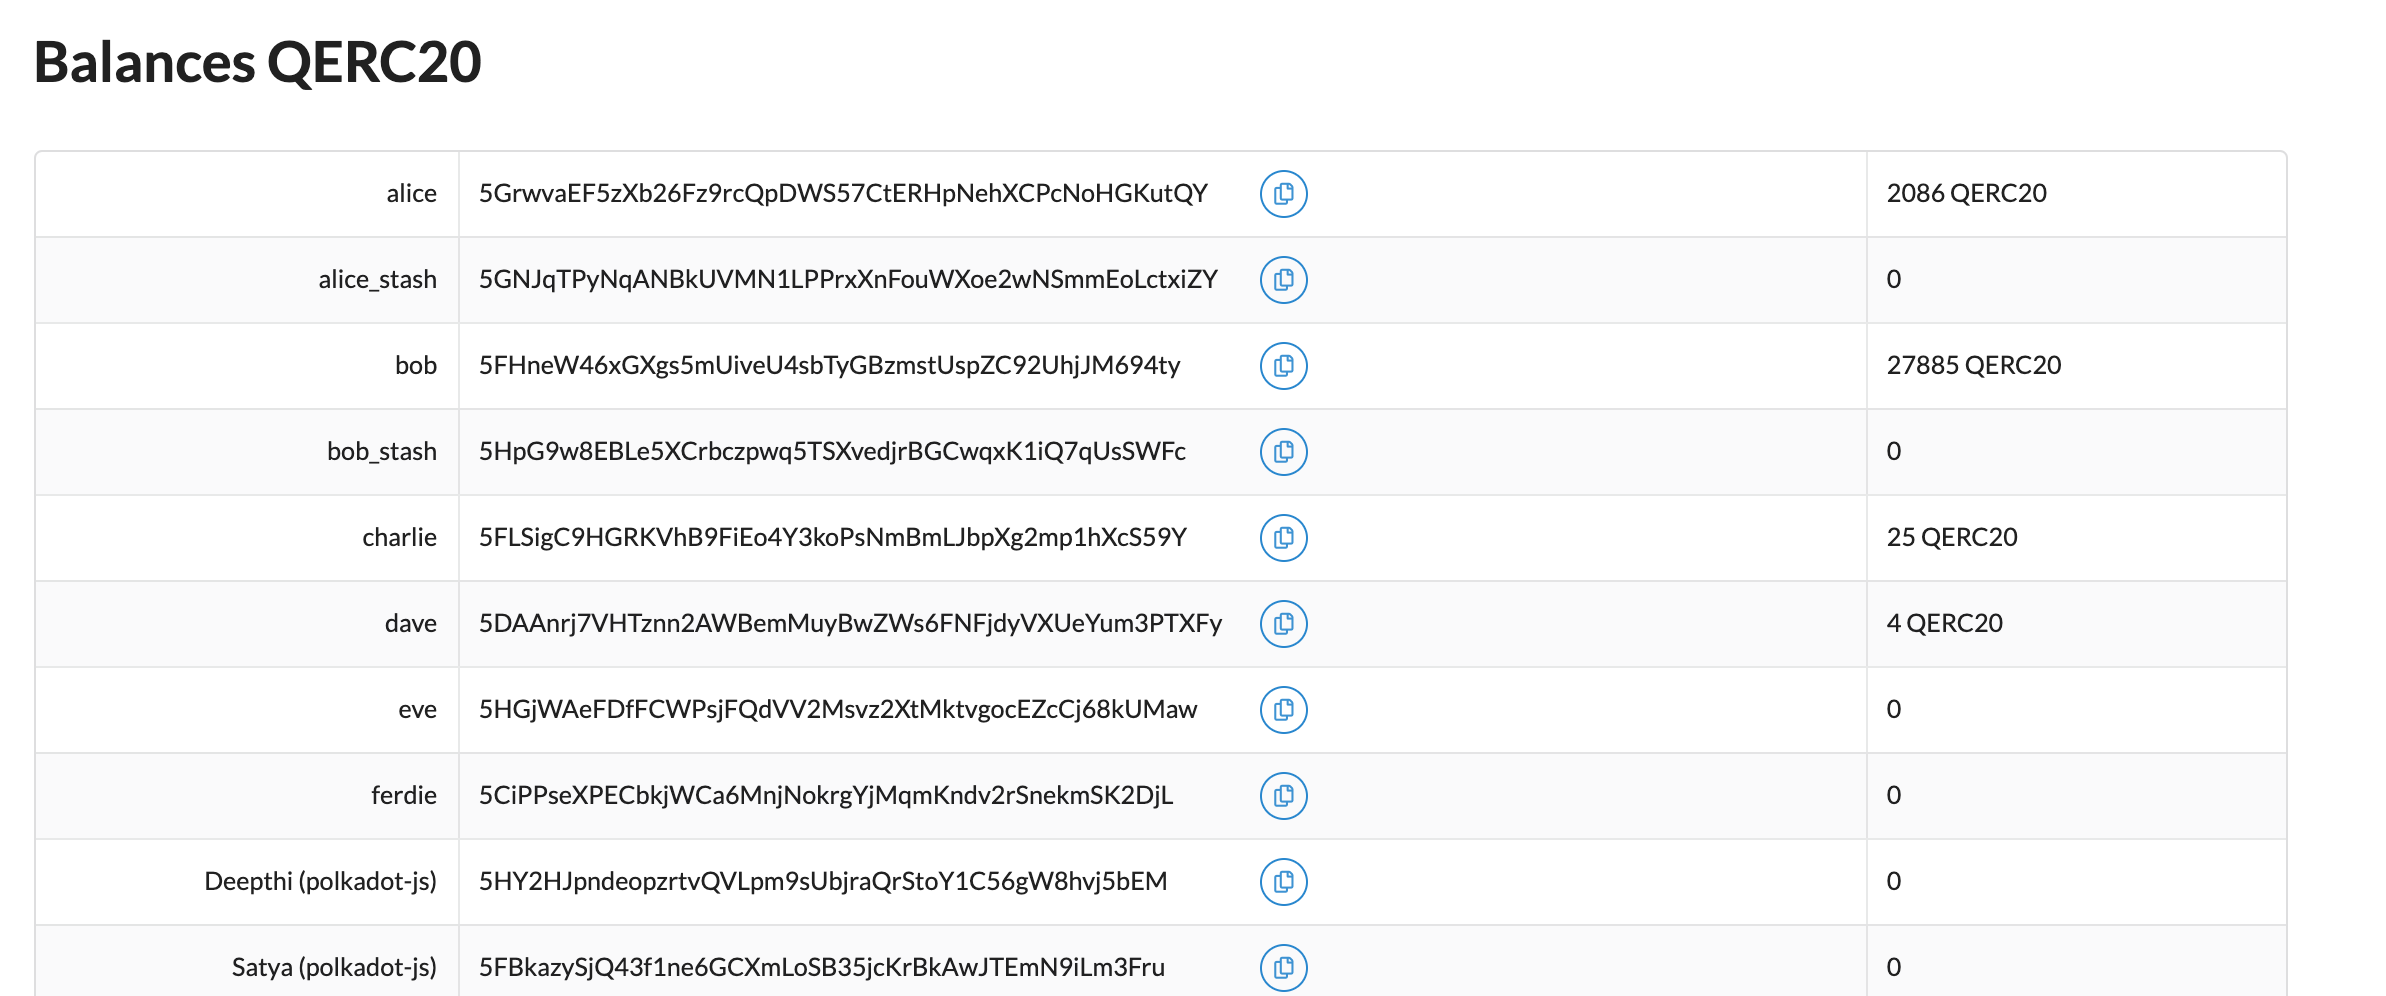 Balances QERC20
alice 5GrwvaEF5zXb26Fz9rcQpDWS57CtERHpNehXCPcNoHGKutQY 2086 QERC20
alice_stash 5GNJqTPyNqANBkUVMN1LPPrxXnFouWXoe2wNSmmEoLctxiZY 0
bob 5FHneW46xGXgs5mUiveU4sbTyGBzmstUspZC92UhjJM694ty 27885 QERC20
bob_stash 5HpG9w8EBLe5XCrbczpwq5TSXvedjrBGCwqxK1iQ7qUsSWFc 0
charlie 5FLSigC9HGRKVhB9FiEo4Y3koPsNmBmLJbpXg2mp1hXcS59Y 25 QERC20
dave 5DAAnrj7VHTznn2AWBemMuyBwZWs6FNFjdyVXUeYum3PTXFy 4 QERC20
eve 5HGjWAeFDfFCWPsjFQdVV2Msvz2XtMktvgocEZcCj68kUMaw 0
ferdie 5CiPPseXPECbkjWCa6MnjNokrgYjMqmKndv2rSnekmSK2DjL 0
Deepthi (polkadot-js) 5HY2HJpndeopzrtvQVLpm9sUbjraQrStoY1C56gW8hvj5bEM 0
Satya (polkadot-js) 5FBkazySjQ43f1ne6GCXmLoSB35jcKrBkAwJTEmN9iLm3Fru 0